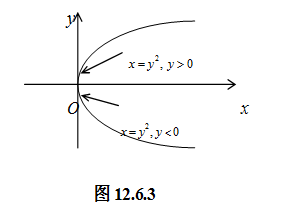 y
x = y², y > 0
O
x
x = y², y < 0
图 12.6.3